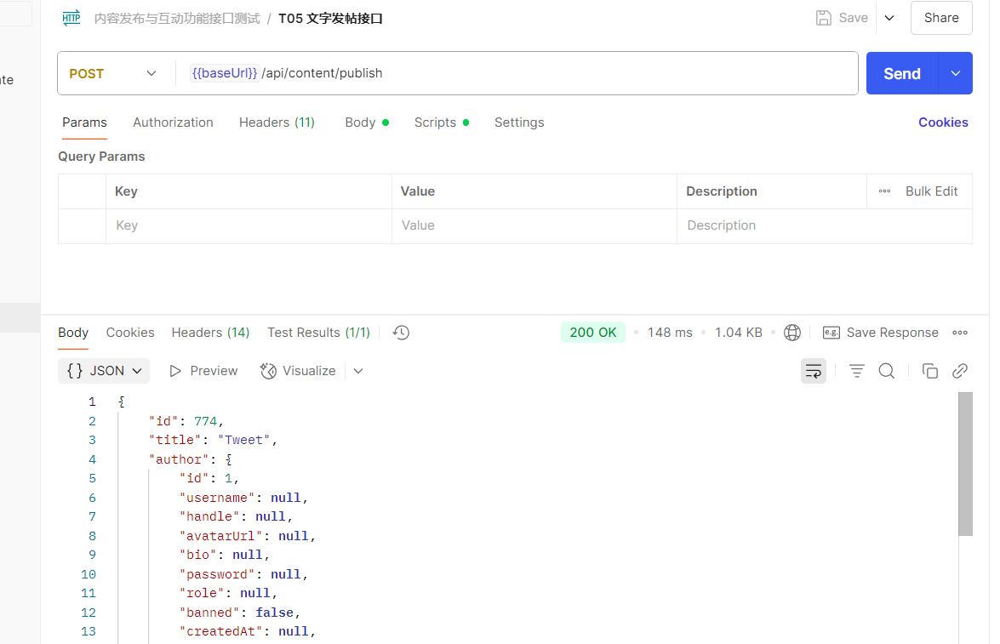 HTTP 内容发布与互动功能接口测试 / T05 文字发帖接口 Save Share
te
POST {{baseUrl}} /api/content/publish Send
Params Authorization Headers (11) Body Scripts Settings Cookies
Query Params
Key Value Description Bulk Edit
Key Value Description
Body Cookies Headers (14) Test Results (1/1) 200 OK 148 ms 1.04 KB e.g. Save Response
{} JSON Preview Visualize
1 {
2 "id": 774,
3 "title": "Tweet",
4 "author": {
5 "id": 1,
6 "username": null,
7 "handle": null,
8 "avatarUrl": null,
9 "bio": null,
10 "password": null,
11 "role": null,
12 "banned": false,
13 "createdAt": null,